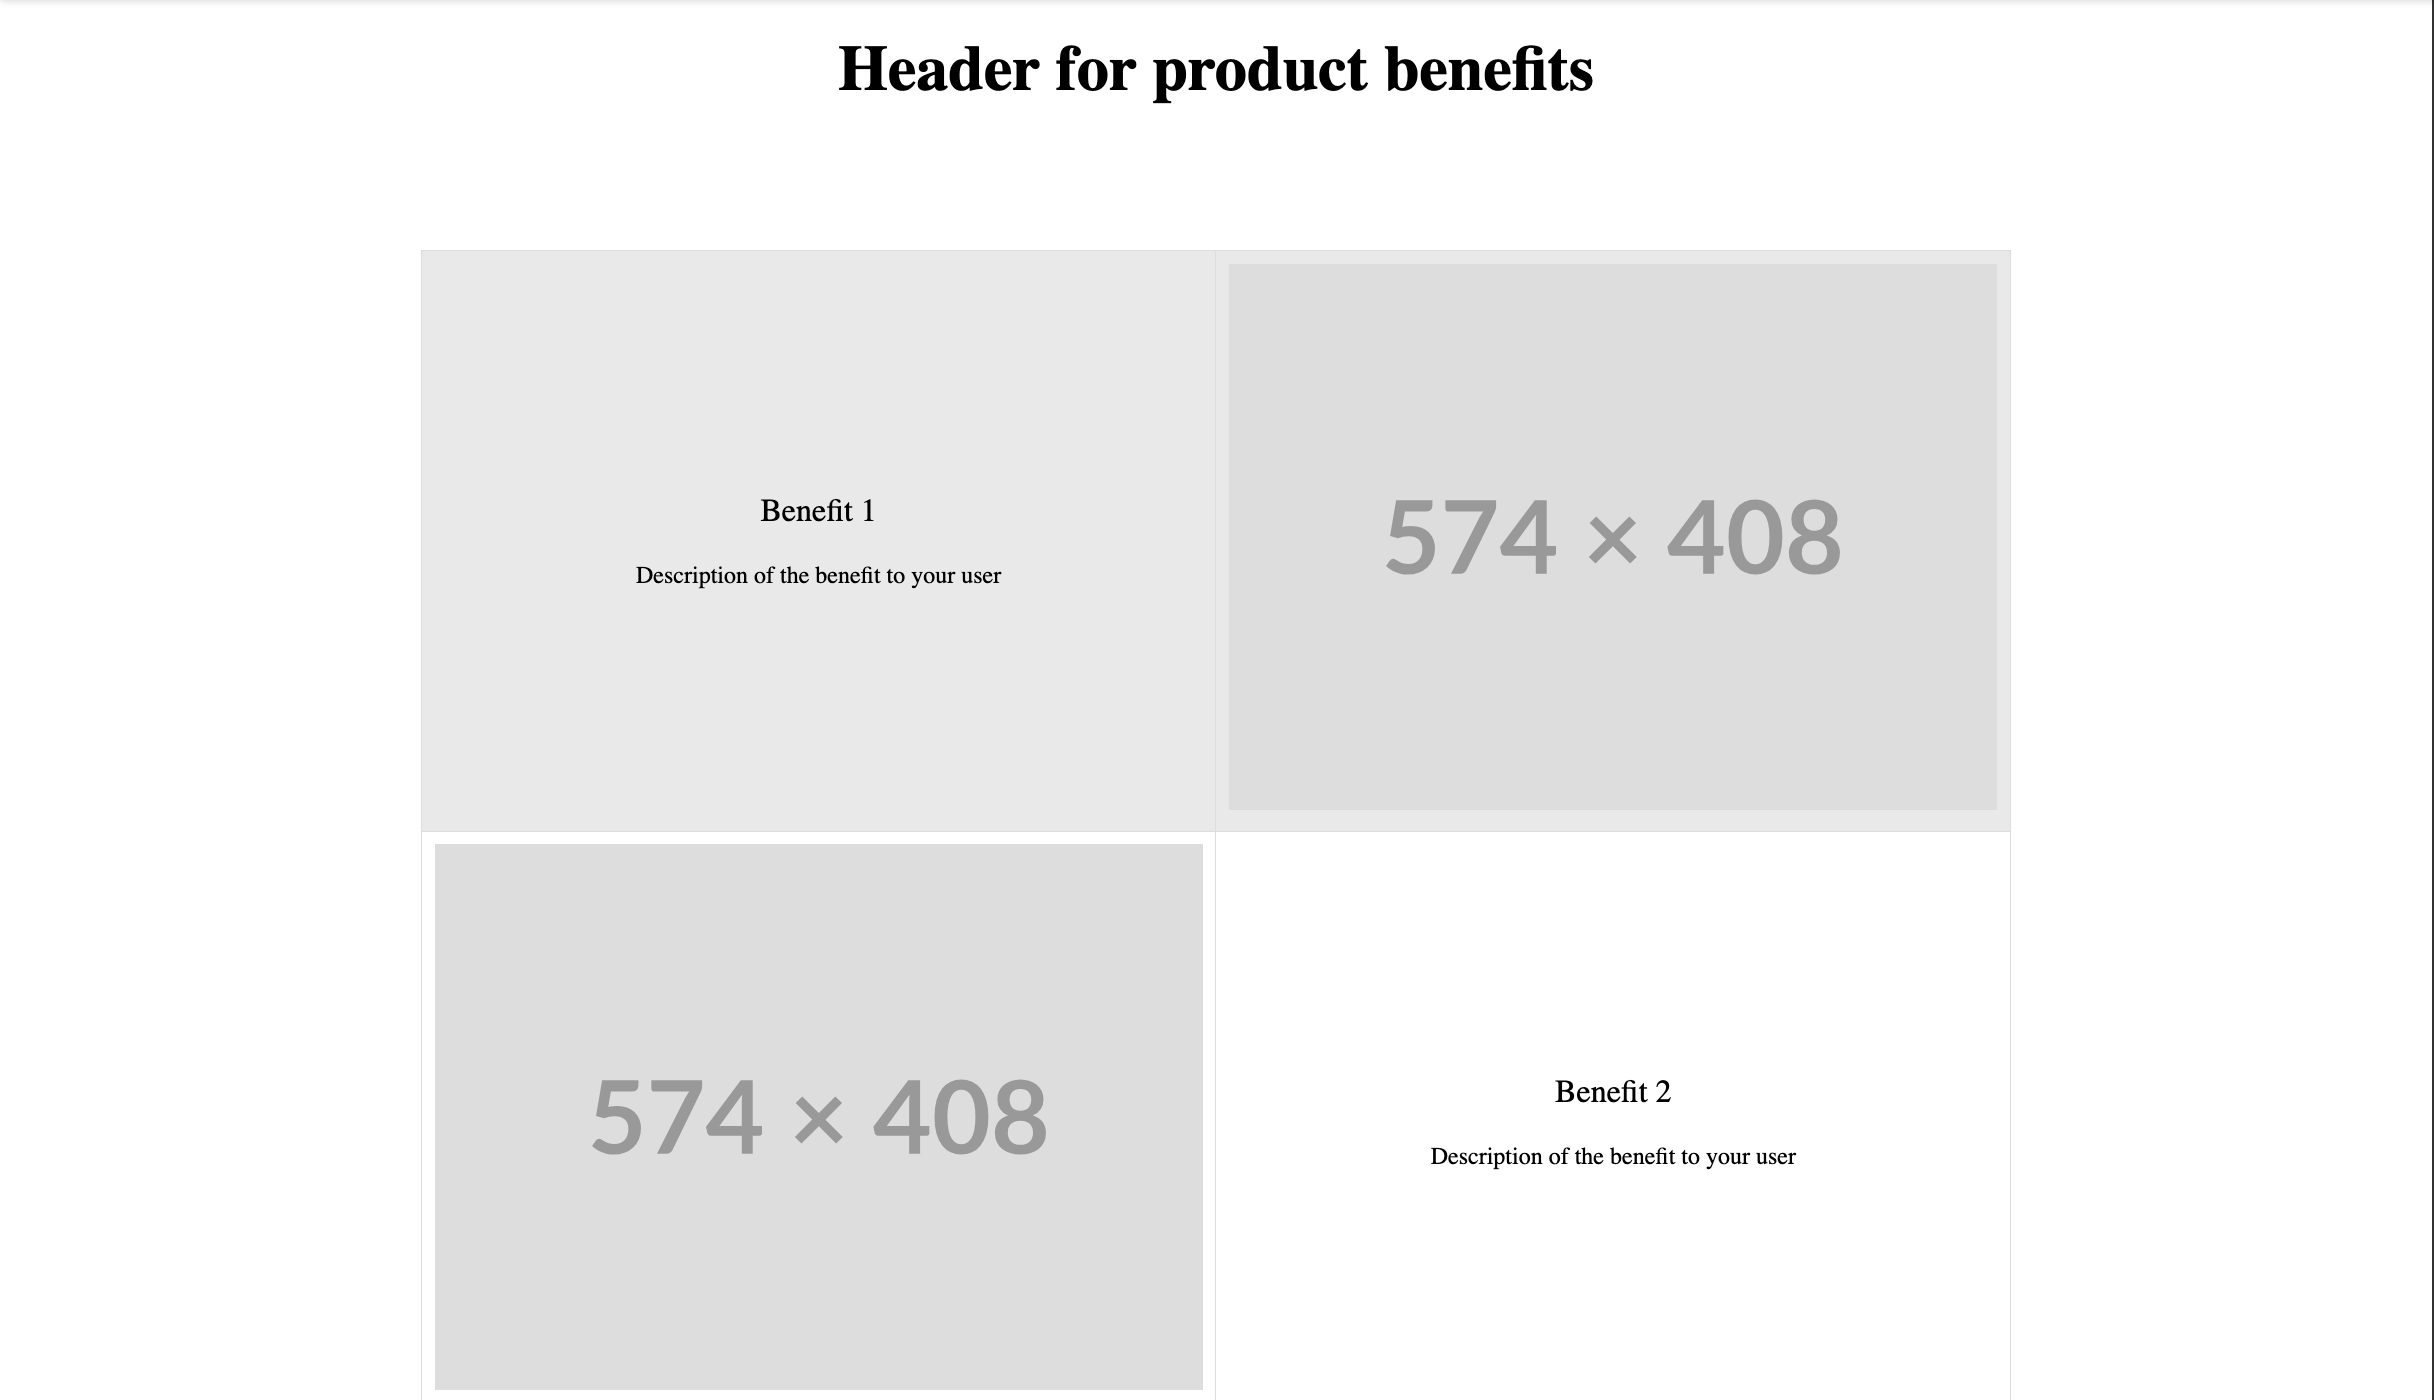 Header for product benefits
Benefit 1
Description of the benefit to your user
574 × 408
574 × 408
Benefit 2
Description of the benefit to your user